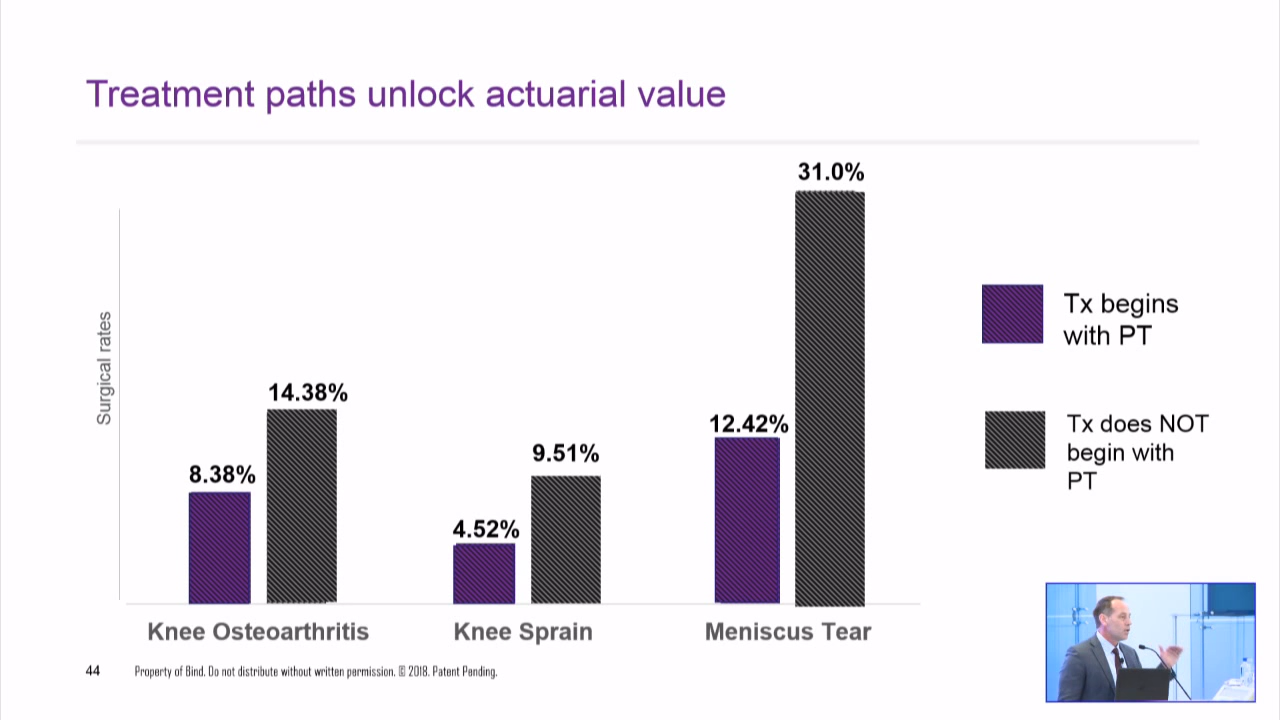 Treatment paths unlock actuarial value
31.0%
14.38%
12.42%
9.51%
8.38%
4.52%
Surgical rates
Tx begins
with PT
Tx does NOT
begin with
PT
Knee Osteoarthritis
Knee Sprain
Meniscus Tear
44
Property of Bind. Do not distribute without written permission. © 2018. Patent Pending.